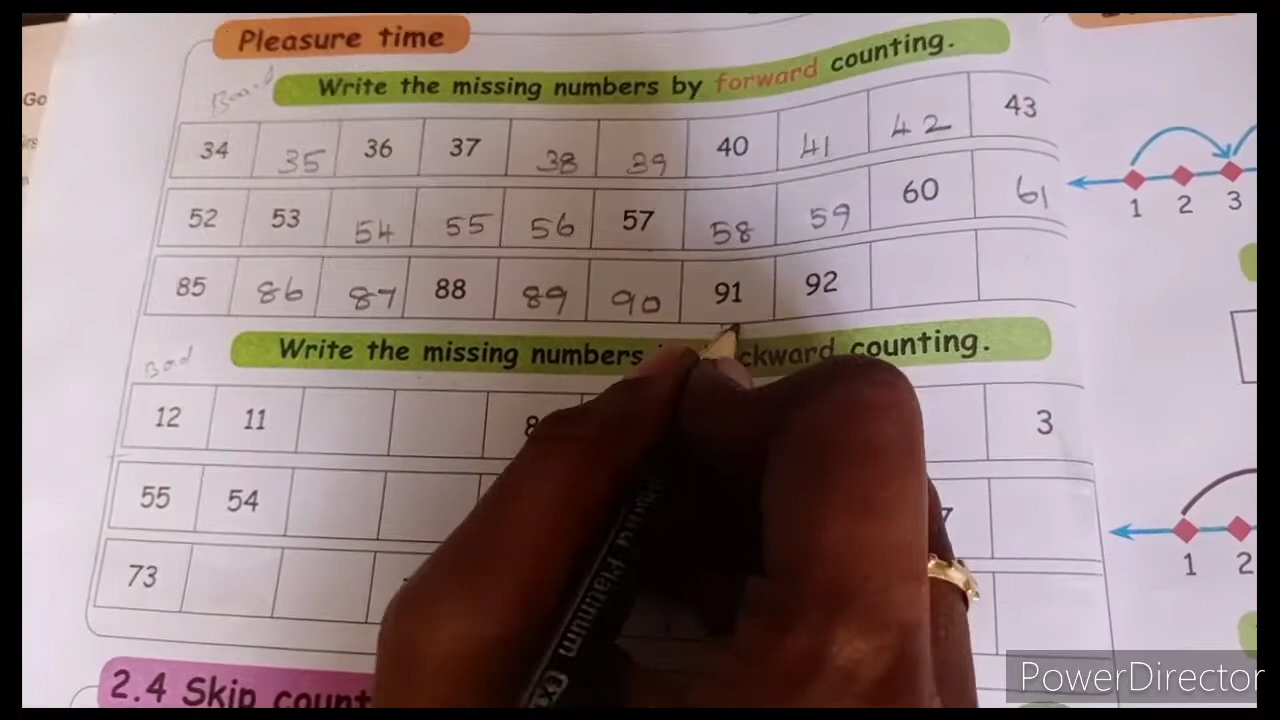 Pleasure time
Write the missing numbers by forward counting.
34 35 36 37 38 39 40 41 42 43
52 53 54 55 56 57 58 59 60 61
85 86 87 88 89 90 91 92
Write the missing numbers ckward counting.
12 11 8 3
55 54 7
73
2.4 Skip count
Go
1 2 3
1 2
PowerDirector